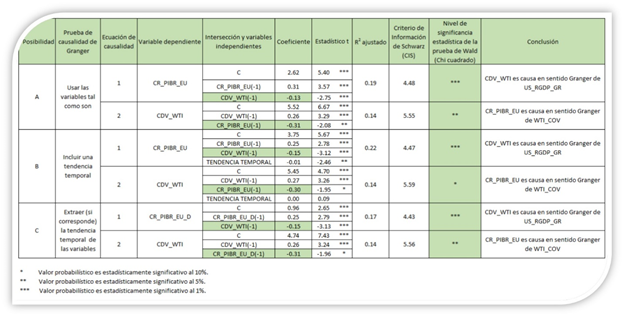 Posibilidad Prueba de causalidad de Granger Ecuación de causalidad Variable dependiente Intersección y variables independientes Coeficiente Estadístico t R² ajustado Criterio de información de Schwarz (CIS) Nivel de significancia estadística de la prueba de Wald (Chi cuadrado) Conclusión
A Usar las variables tal como son 1 CR_PIBR_EU C 2.62 5.40 *** 0.19 4.48 *** CDV_WTI es causa en sentido Granger de US_RGDP_GR
CR_PIBR_EU(-1) 0.31 3.57 ***
CDV_WTI(-1) -0.13 -2.75 ***
2 CDV_WTI C 5.52 6.67 *** 0.14 5.55 ** CR_PIBR_EU es causa en sentido Granger de WTI_COV
CDV_WTI(-1) 0.26 3.29 ***
CR_PIBR_EU(-1) -0.31 -2.08 **
B Incluir una tendencia temporal 1 CR_PIBR_EU C 3.75 5.67 *** 0.22 4.47 *** CDV_WTI es causa en sentido Granger de US_RGDP_GR
CR_PIBR_EU(-1) 0.25 2.78 ***
CDV_WTI(-1) -0.15 -3.12 ***
TENDENCIA TEMPORAL -0.01 -2.46 **
2 CDV_WTI C 5.45 4.70 *** 0.14 5.59 * CR_PIBR_EU es causa en sentido Granger de WTI_COV
CDV_WTI(-1) 0.27 3.26 ***
CR_PIBR_EU(-1) -0.30 -1.95 *
TENDENCIA TEMPORAL 0.00 0.09
C Extraer (si corresponde) la tendencia temporal de las variables 1 CR_PIBR_EU_D C 0.96 2.65 *** 0.17 4.43 *** CDV_WTI es causa en sentido Granger de US_RGDP_GR
CR_PIBR_EU_D(-1) 0.25 2.79 ***
CDV_WTI(-1) -0.15 -3.13 ***
2 CDV_WTI C 4.74 7.43 *** 0.14 5.56 ** CR_PIBR_EU es causa en sentido Granger de WTI_COV
CDV_WTI(-1) 0.26 3.24 ***
CR_PIBR_EU_D(-1) -0.31 -1.96 *
* Valor probabilístico es estadísticamente significativo al 10%.
** Valor probabilístico es estadísticamente significativo al 5%.
*** Valor probabilístico es estadísticamente significativo al 1%.